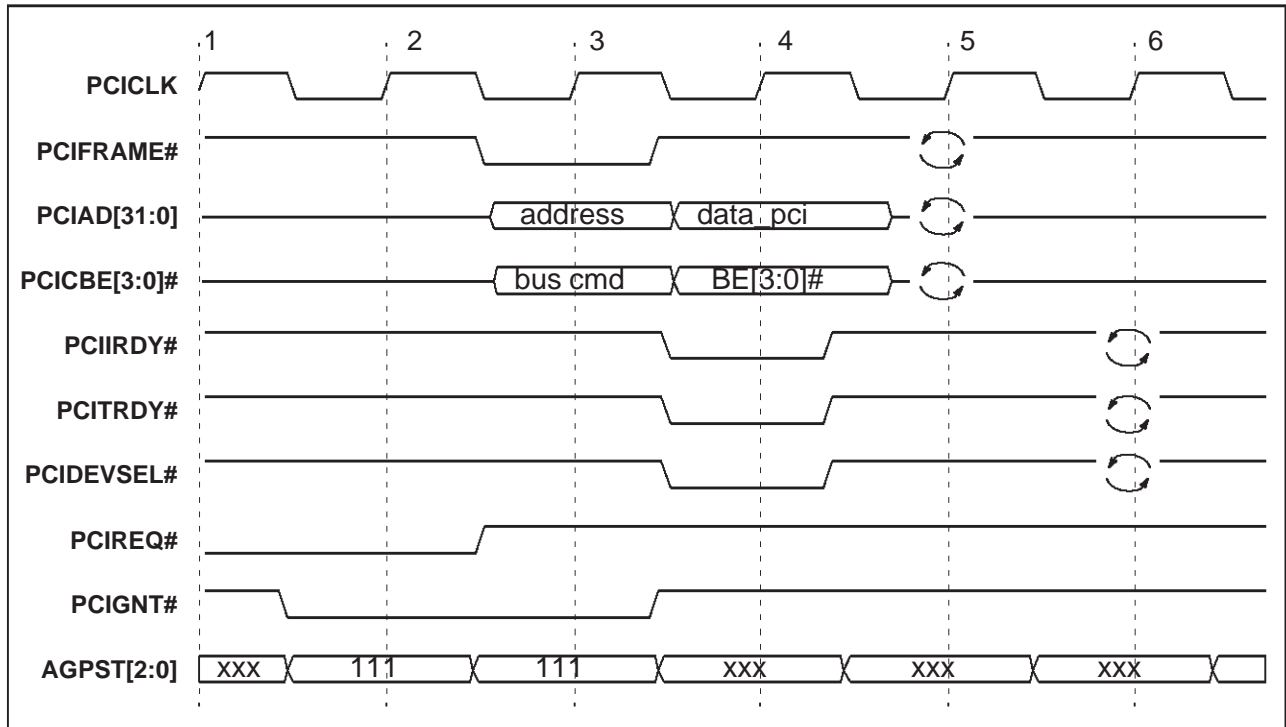 1 2 3 4 5 6
PCICLK
PCIFRAME#
PCIAD[31:0] address data_pci
PCICBE[3:0]# bus cmd BE[3:0]#
PCIIRDY#
PCITRDY#
PCIDEVSEL#
PCIREQ#
PCIGNT#
AGPST[2:0] xxx 111 111 xxx xxx xxx